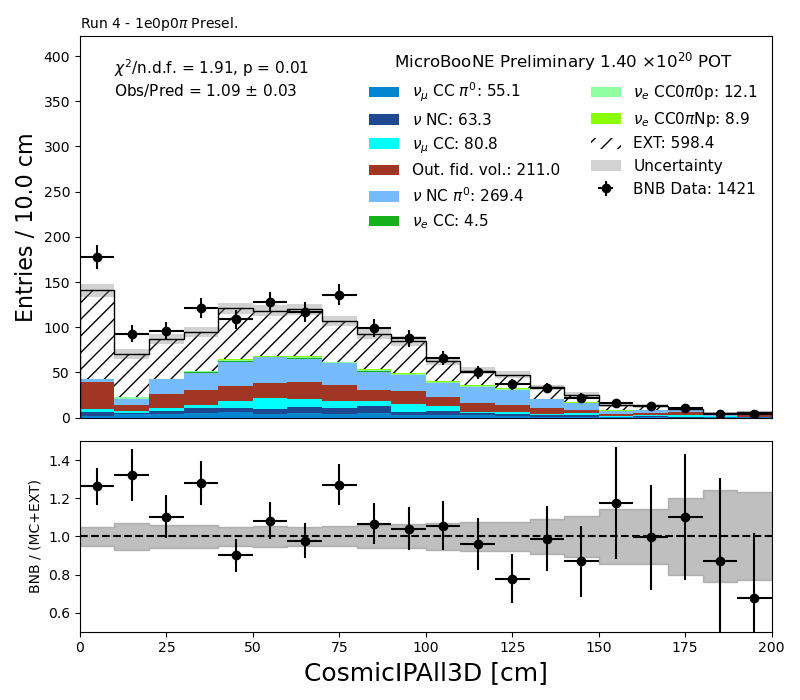 Run 4 - 1e0p0π Presel.
χ²/n.d.f. = 1.91, p = 0.01
Obs/Pred = 1.09 ± 0.03
MicroBooNE Preliminary 1.40 ×10²⁰ POT
ν_μ CC π⁰: 55.1
ν NC: 63.3
ν_μ CC: 80.8
Out. fid. vol.: 211.0
ν NC π⁰: 269.4
ν_e CC: 4.5
ν_e CC0π0p: 12.1
ν_e CC0πNp: 8.9
EXT: 598.4
Uncertainty
BNB Data: 1421
Entries / 10.0 cm
400
350
300
250
200
150
100
50
0
BNB / (MC+EXT)
1.4
1.2
1.0
0.8
0.6
0 25 50 75 100 125 150 175 200
CosmicIPAll3D [cm]